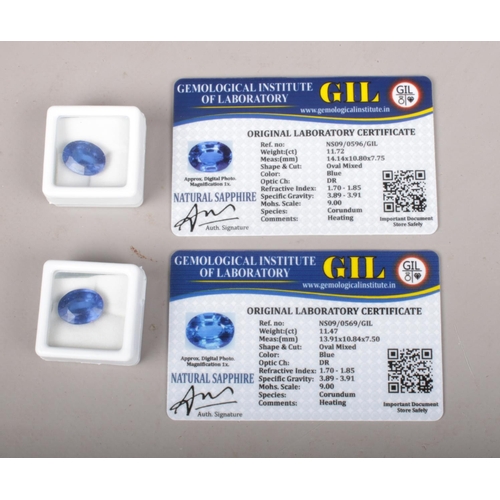 GEMOLOGICAL INSTITUTE
OF LABORATORY
GIL
www.gemologicalinstitute.in
GIL
ORIGINAL LABORATORY CERTIFICATE
Ref. no: NS09/0596/GIL
Weight:(ct) 11.72
Meas:(mm) 14.14x10.80x7.75
Shape & Cut: Oval Mixed
Color: Blue
Optic Ch: DR
Refractive Index: 1.70 - 1.85
Specific Gravity: 3.89 - 3.91
Mohs. Scale: 9.00
Species: Corundum
Comments: Heating
Approx. Digital Photo.
Magnification 1x.
NATURAL SAPPHIRE
Auth. Signature
Important Document
Store Safely
GEMOLOGICAL INSTITUTE
OF LABORATORY
GIL
www.gemologicalinstitute.in
GIL
ORIGINAL LABORATORY CERTIFICATE
Ref. no: NS09/0569/GIL
Weight:(ct) 11.47
Meas:(mm) 13.91x10.84x7.50
Shape & Cut: Oval Mixed
Color: Blue
Optic Ch: DR
Refractive Index: 1.70 - 1.85
Specific Gravity: 3.89 - 3.91
Mohs. Scale: 9.00
Species: Corundum
Comments: Heating
Approx. Digital Photo.
Magnification 1x.
NATURAL SAPPHIRE
Auth. Signature
Important Document
Store Safely